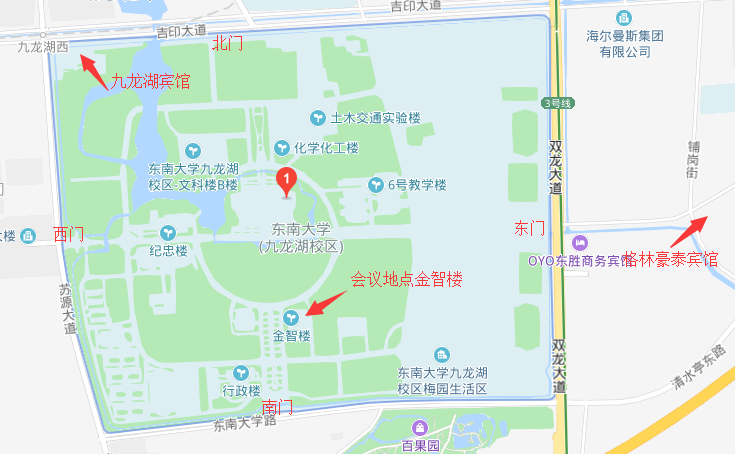 吉印大道
吉印大道
九龙湖西
北门
海尔曼斯集团
有限公司
九龙湖宾馆
3号线
土木交通实验楼
双龙大道
辅岗街
化学化工楼
东南大学九龙湖
校区-文科楼B楼
1
6号教学楼
东南大学
(九龙湖校区)
西门
东门
纪忠楼
OYO东胜商务宾馆
格林豪泰宾馆
会议地点金智楼
苏源大道
金智楼
双龙大道
清水亭东路
东南大学九龙湖
校区梅园生活区
行政楼
南门
东南大学路
百果园